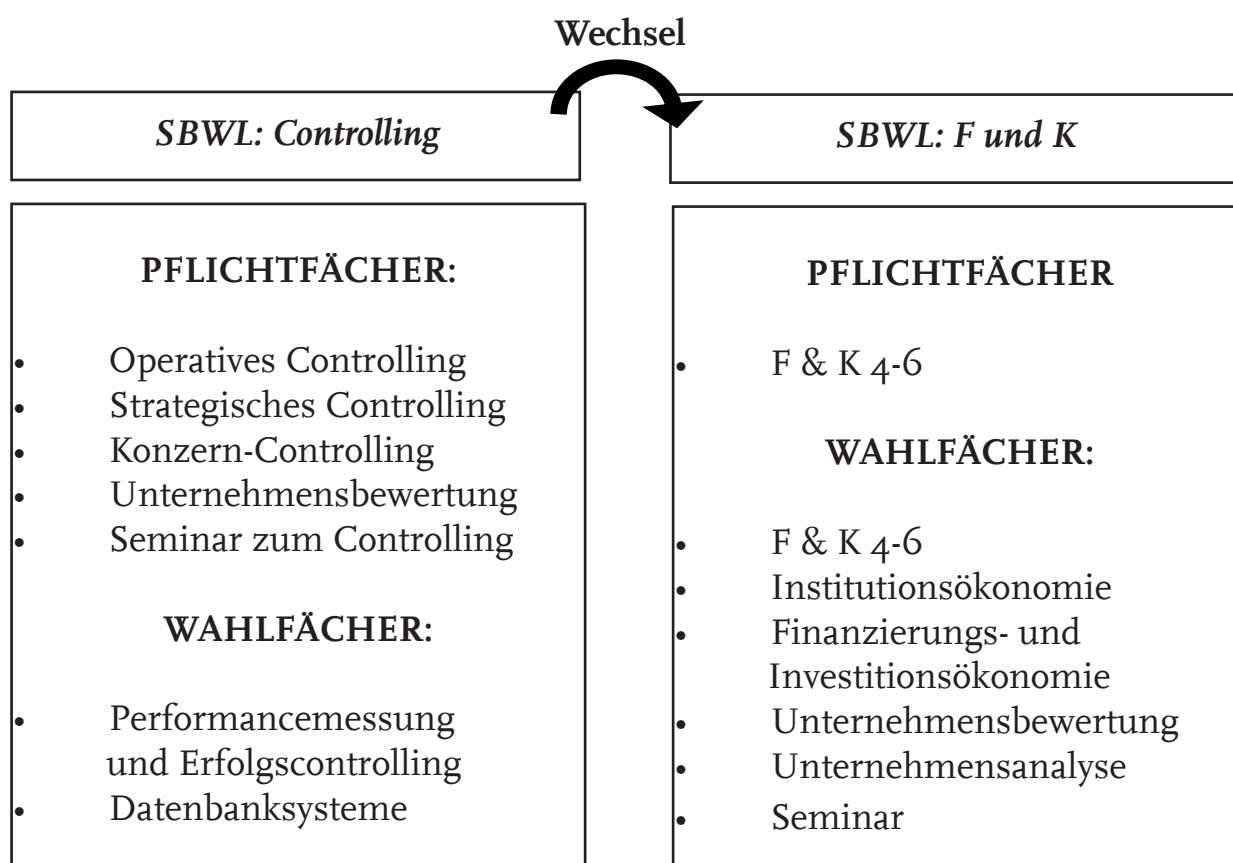 Wechsel
SBWL: Controlling
PFLICHTFÄCHER:
• Operatives Controlling
• Strategisches Controlling
• Konzern-Controlling
• Unternehmensbewertung
• Seminar zum Controlling
WAHLFÄCHER:
• Performancemessung
und Erfolgscontrolling
• Datenbanksysteme
SBWL: F und K
PFLICHTFÄCHER
• F & K 4-6
WAHLFÄCHER:
• F & K 4-6
• Institutionsökonomie
• Finanzierungs- und
Investitionsökonomie
• Unternehmensbewertung
• Unternehmensanalyse
• Seminar